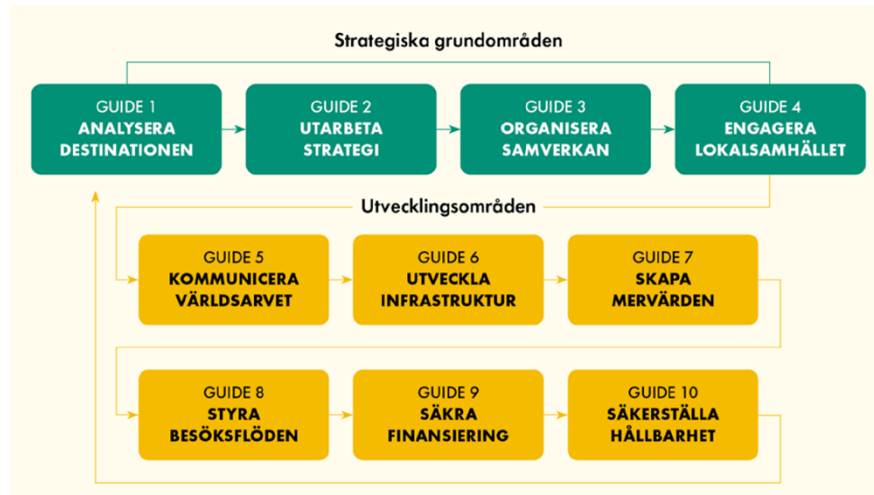 Strategiska grundområden
GUIDE 1
ANALYSERA
DESTINATIONEN
GUIDE 2
UTARBETA
STRATEGI
GUIDE 3
ORGANISERA
SAMVERKAN
GUIDE 4
ENGAGERA
LOKALSAMHÄLLET
Utvecklingsområden
GUIDE 5
KOMMUNICERA
VÄRLDSARVET
GUIDE 6
UTVECKLA
INFRASTRUKTUR
GUIDE 7
SKAPA
MERVÄRDEN
GUIDE 8
STYRA
BESÖKSFLÖDEN
GUIDE 9
SÄKRA
FINANSIERING
GUIDE 10
SÄKERSTÄLLA
HÅLLBARHET